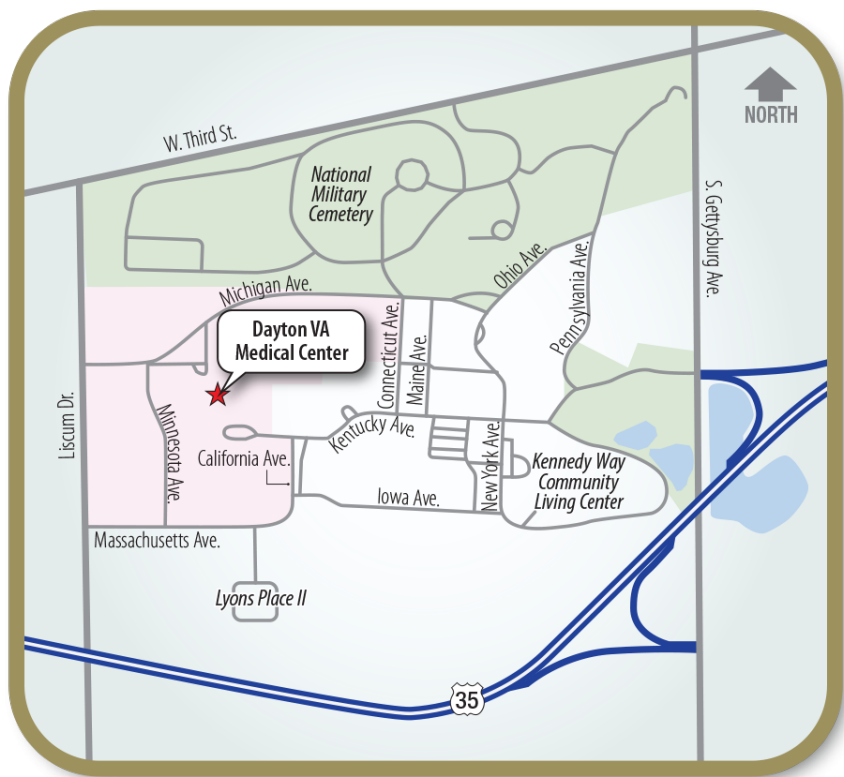 NORTH
W. Third St.
National
Military
Cemetery
S. Gettysburg Ave.
Ohio Ave.
Pennsylvania Ave.
Michigan Ave.
Dayton VA
Medical Center
Connecticut Ave.
Maine Ave.
Liscum Dr.
Minnesota Ave.
Kentucky Ave.
California Ave.
New York Ave.
Kennedy Way
Community
Living Center
Iowa Ave.
Massachusetts Ave.
Lyons Place II
35